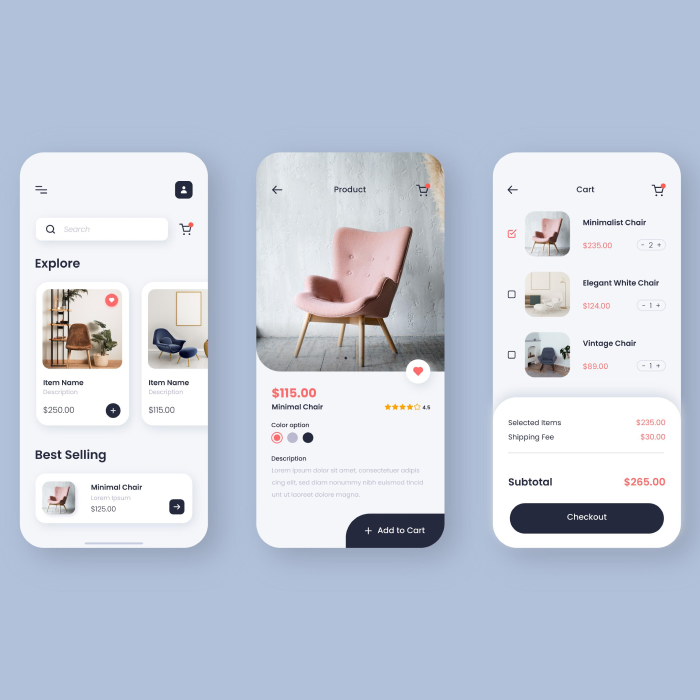 Search
Explore
Item Name
Description
$250.00
+
Item Name
Description
$115.00
Best Selling
Minimal Chair
Lorem Ipsum
$125.00
Product
$115.00
Minimal Chair
4.5
Color option
Description
Lorem ipsum dolor sit amet, consectetuer adipis
cing elit, sed diam nonummy nibh euismod tincid
unt ut laoreet dolore magna.
+ Add to Cart
Cart
Minimalist Chair
$235.00
- 2 +
Elegant White Chair
$124.00
- 1 +
Vintage Chair
$89.00
- 1 +
Selected Items $235.00
Shipping Fee $30.00
Subtotal $265.00
Checkout